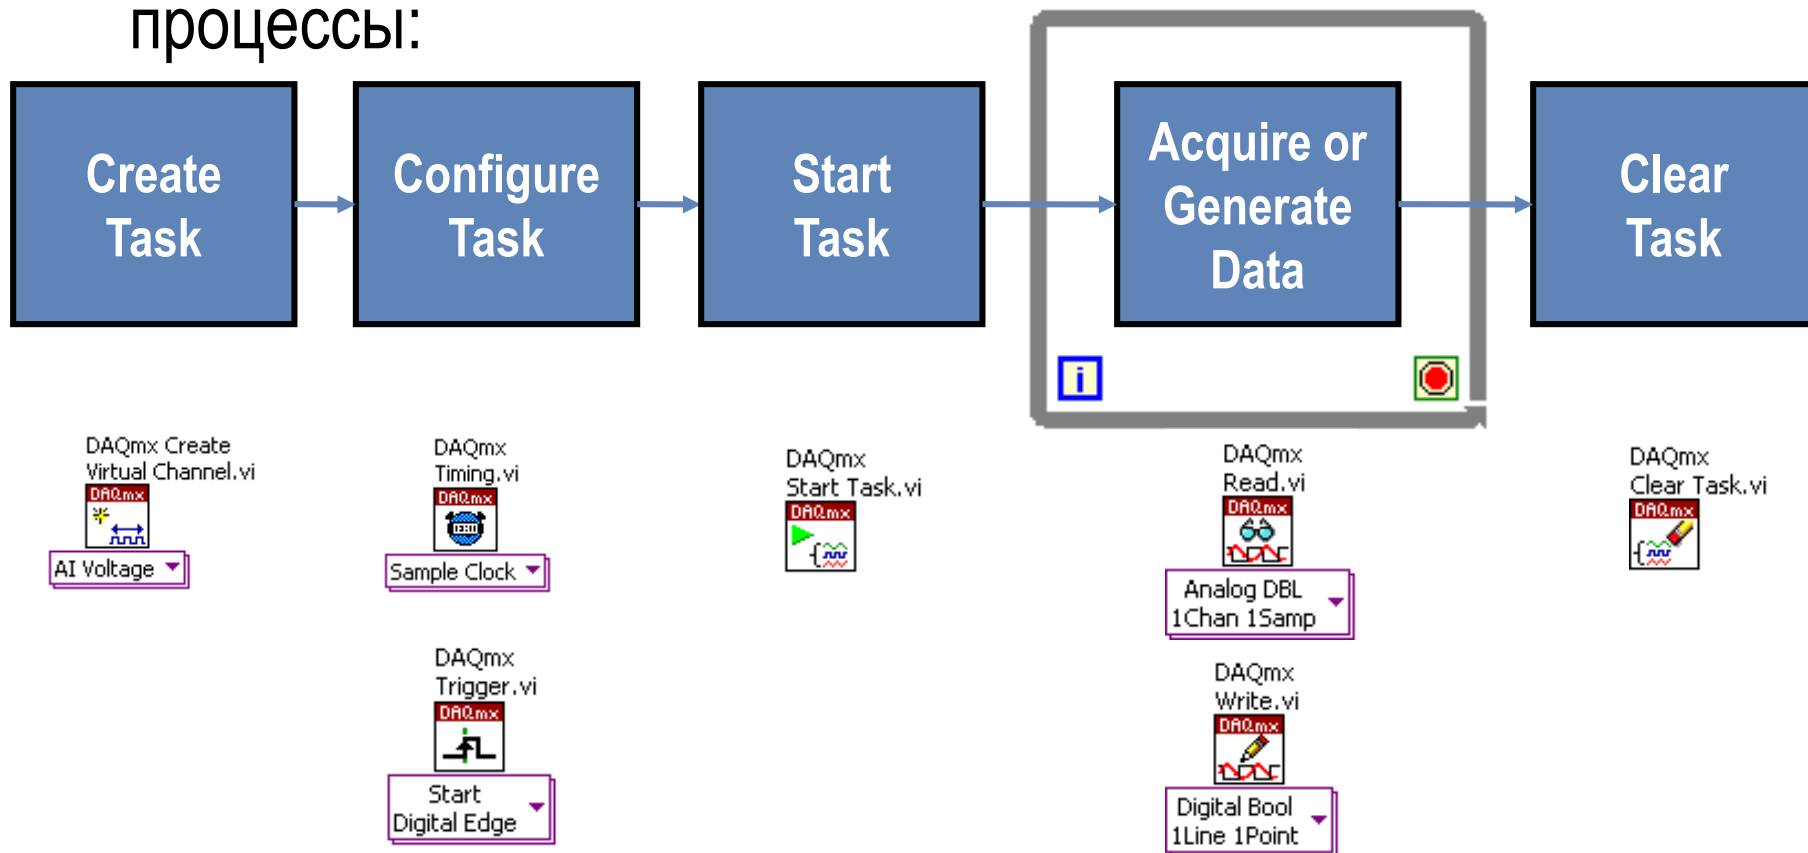 процессы:
Create
Task
Configure
Task
Start
Task
Acquire or
Generate
Data
Clear
Task
i
DAQmx Create
Virtual Channel.vi
DAQmx
AI Voltage
DAQmx
Timing.vi
DAQmx
Sample Clock
DAQmx
Trigger.vi
DAQmx
Start
Digital Edge
DAQmx
Start Task.vi
DAQmx
DAQmx
Read.vi
DAQmx
Analog DBL
1Chan 1Samp
DAQmx
Write.vi
DAQmx
Digital Bool
1Line 1Point
DAQmx
Clear Task.vi
DAQmx